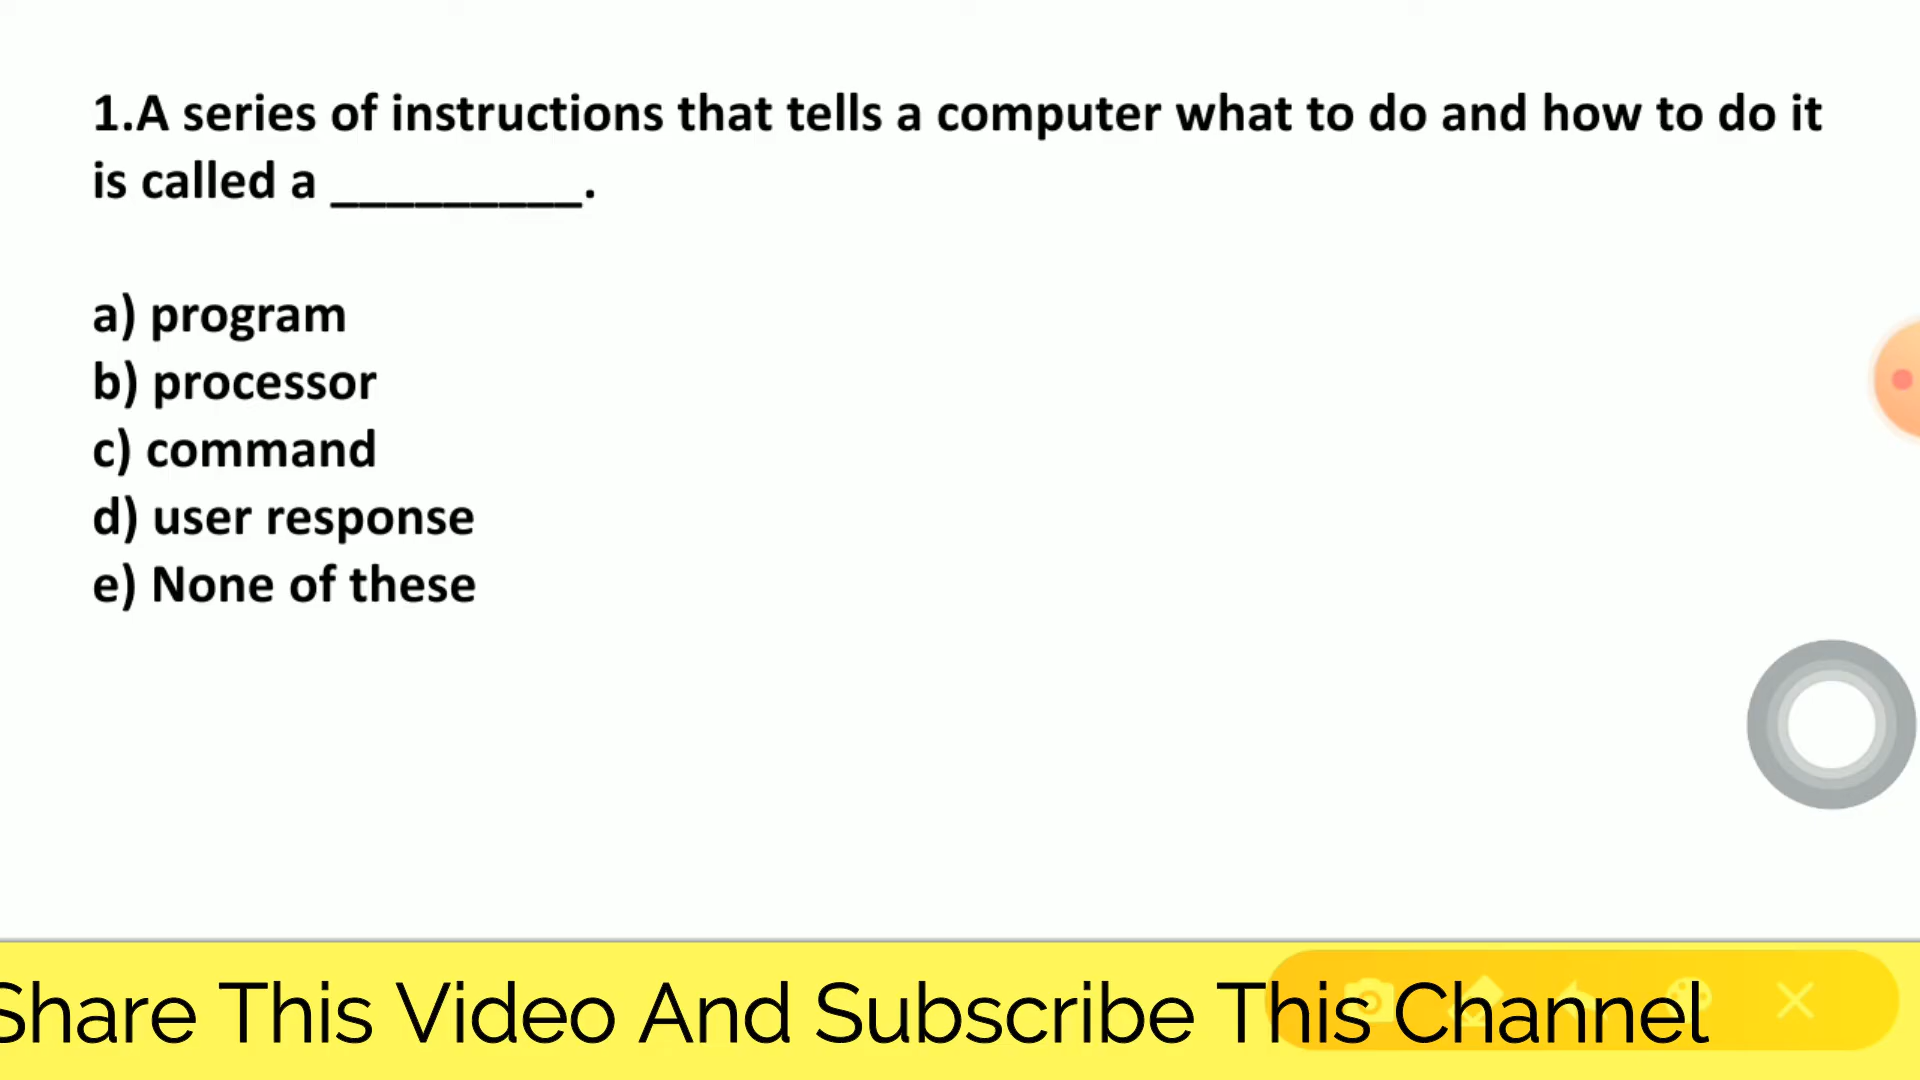 1.A series of instructions that tells a computer what to do and how to do it
is called a _________.
a) program
b) processor
c) command
d) user response
e) None of these
Share This Video And Subscribe This Channel